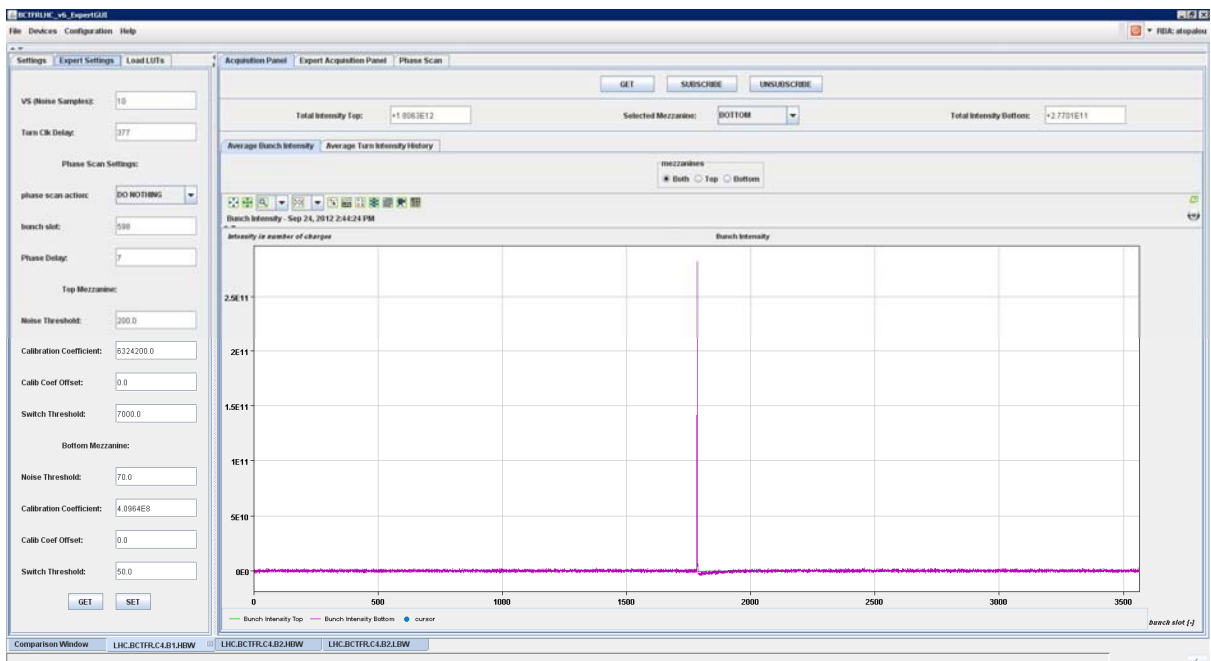 BCTFRLHC_v6_ExpertGUI
File Devices Configuration Help
RBA: atopalou
Settings Expert Settings Load LUTs
VS (Noise Samples): 10
Turn Clk Delay: 377
Phase Scan Settings:
phase scan action: DO NOTHING
bunch slot: 598
Phase Delay: 7
Top Mezzanine:
Noise Threshold: 200.0
Calibration Coefficient: 6324200.0
Calib Coef Offset: 0.0
Switch Threshold: 7000.0
Bottom Mezzanine:
Noise Threshold: 70.0
Calibration Coefficient: 4.0964E8
Calib Coef Offset: 0.0
Switch Threshold: 50.0
GET SET
Acquisition Panel Expert Acquisition Panel Phase Scan
GET SUBSCRIBE UNSUBSCRIBE
Total Intensity Top: +1.8063E12 Selected Mezzanine: BOTTOM Total Intensity Bottom: +2.7701E11
Average Bunch Intensity Average Turn Intensity History
mezzanines
Both Top Bottom
Bunch Intensity - Sep 24, 2012 2:44:24 PM
Intensity in number of charges Bunch Intensity
2.5E11
2E11
1.5E11
1E11
5E10
0E0
0 500 1000 1500 2000 2500 3000 3500
Bunch Intensity Top Bunch Intensity Bottom cursor
bunch slot [-]
Comparison Window LHC.BCTFR.C4.B1.HBW LHC.BCTFR.C4.B2.HBW LHC.BCTFR.C4.B2.LBW